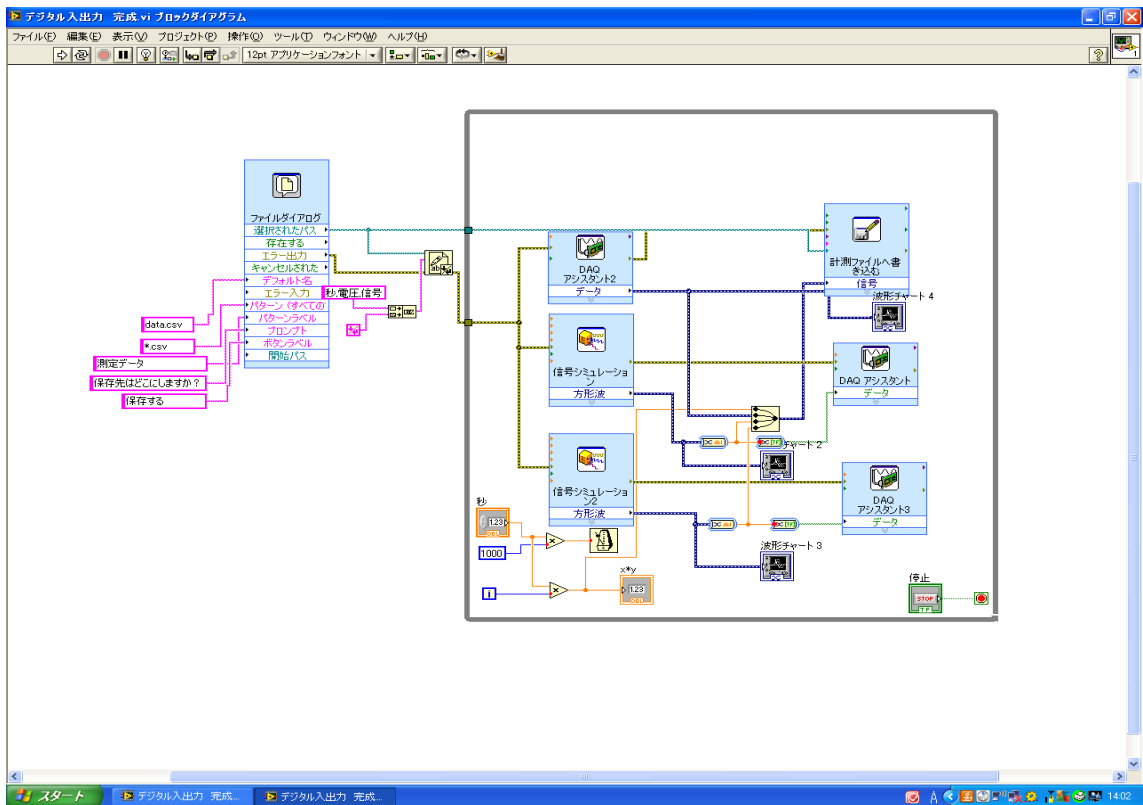 デジタル入出力 完成.vi ブロックダイアグラム
ファイル(F) 編集(E) 表示(V) プロジェクト(P) 操作(O) ツール(T) ウィンドウ(W) ヘルプ(H)
12pt アプリケーションフォント
1
ファイルダイアログ
選択されたパス
存在する
エラー出力
キャンセルされた
デフォルト名
エラー入力
パターン (すべての
パターンラベル
プロンプト
ボタンラベル
開始パス
秒,電圧,信号
data.csv
*.csv
測定データ
保存先はどこにしますか？
保存する
DAQ
アシスタント2
データ
計測ファイルへ書
き込む
信号
波形チャート 4
信号シミュレーショ
ン
方形波
DAQ アシスタント
データ
チャート 2
信号シミュレーショ
ン2
方形波
DAQ
アシスタント3
データ
波形チャート 3
秒
1.23
DBL
1000
i
x*y
1.23
DBL
停止
STOP
TF
スタート
デジタル入出力 完成...
デジタル入出力 完成...
A
14:02